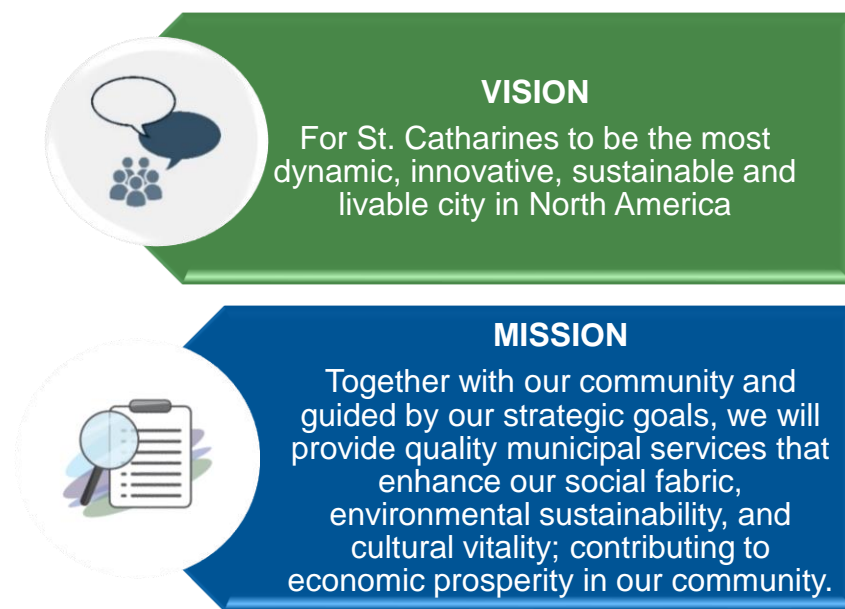 VISION
For St. Catharines to be the most
dynamic, innovative, sustainable and
livable city in North America
MISSION
Together with our community and
guided by our strategic goals, we will
provide quality municipal services that
enhance our social fabric,
environmental sustainability, and
cultural vitality; contributing to
economic prosperity in our community.